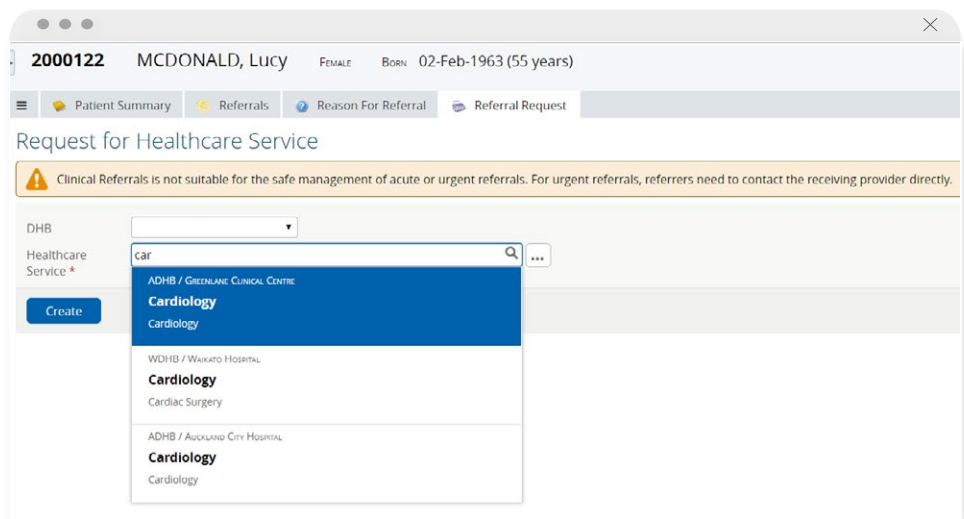 2000122 MCDONALD, Lucy FEMALE BORN 02-Feb-1963 (55 years)
Patient Summary Referrals Reason For Referral Referral Request
Request for Healthcare Service
Clinical Referrals is not suitable for the safe management of acute or urgent referrals. For urgent referrals, referrers need to contact the receiving provider directly.
DHB
Healthcare
Service *
car
...
ADHB / GREENLANE CLINICAL CENTRE
Cardiology
Cardiology
WDHB / WAIKATO HOSPITAL
Cardiology
Cardiac Surgery
ADHB / AUCKLAND CITY HOSPITAL
Cardiology
Cardiology
Create